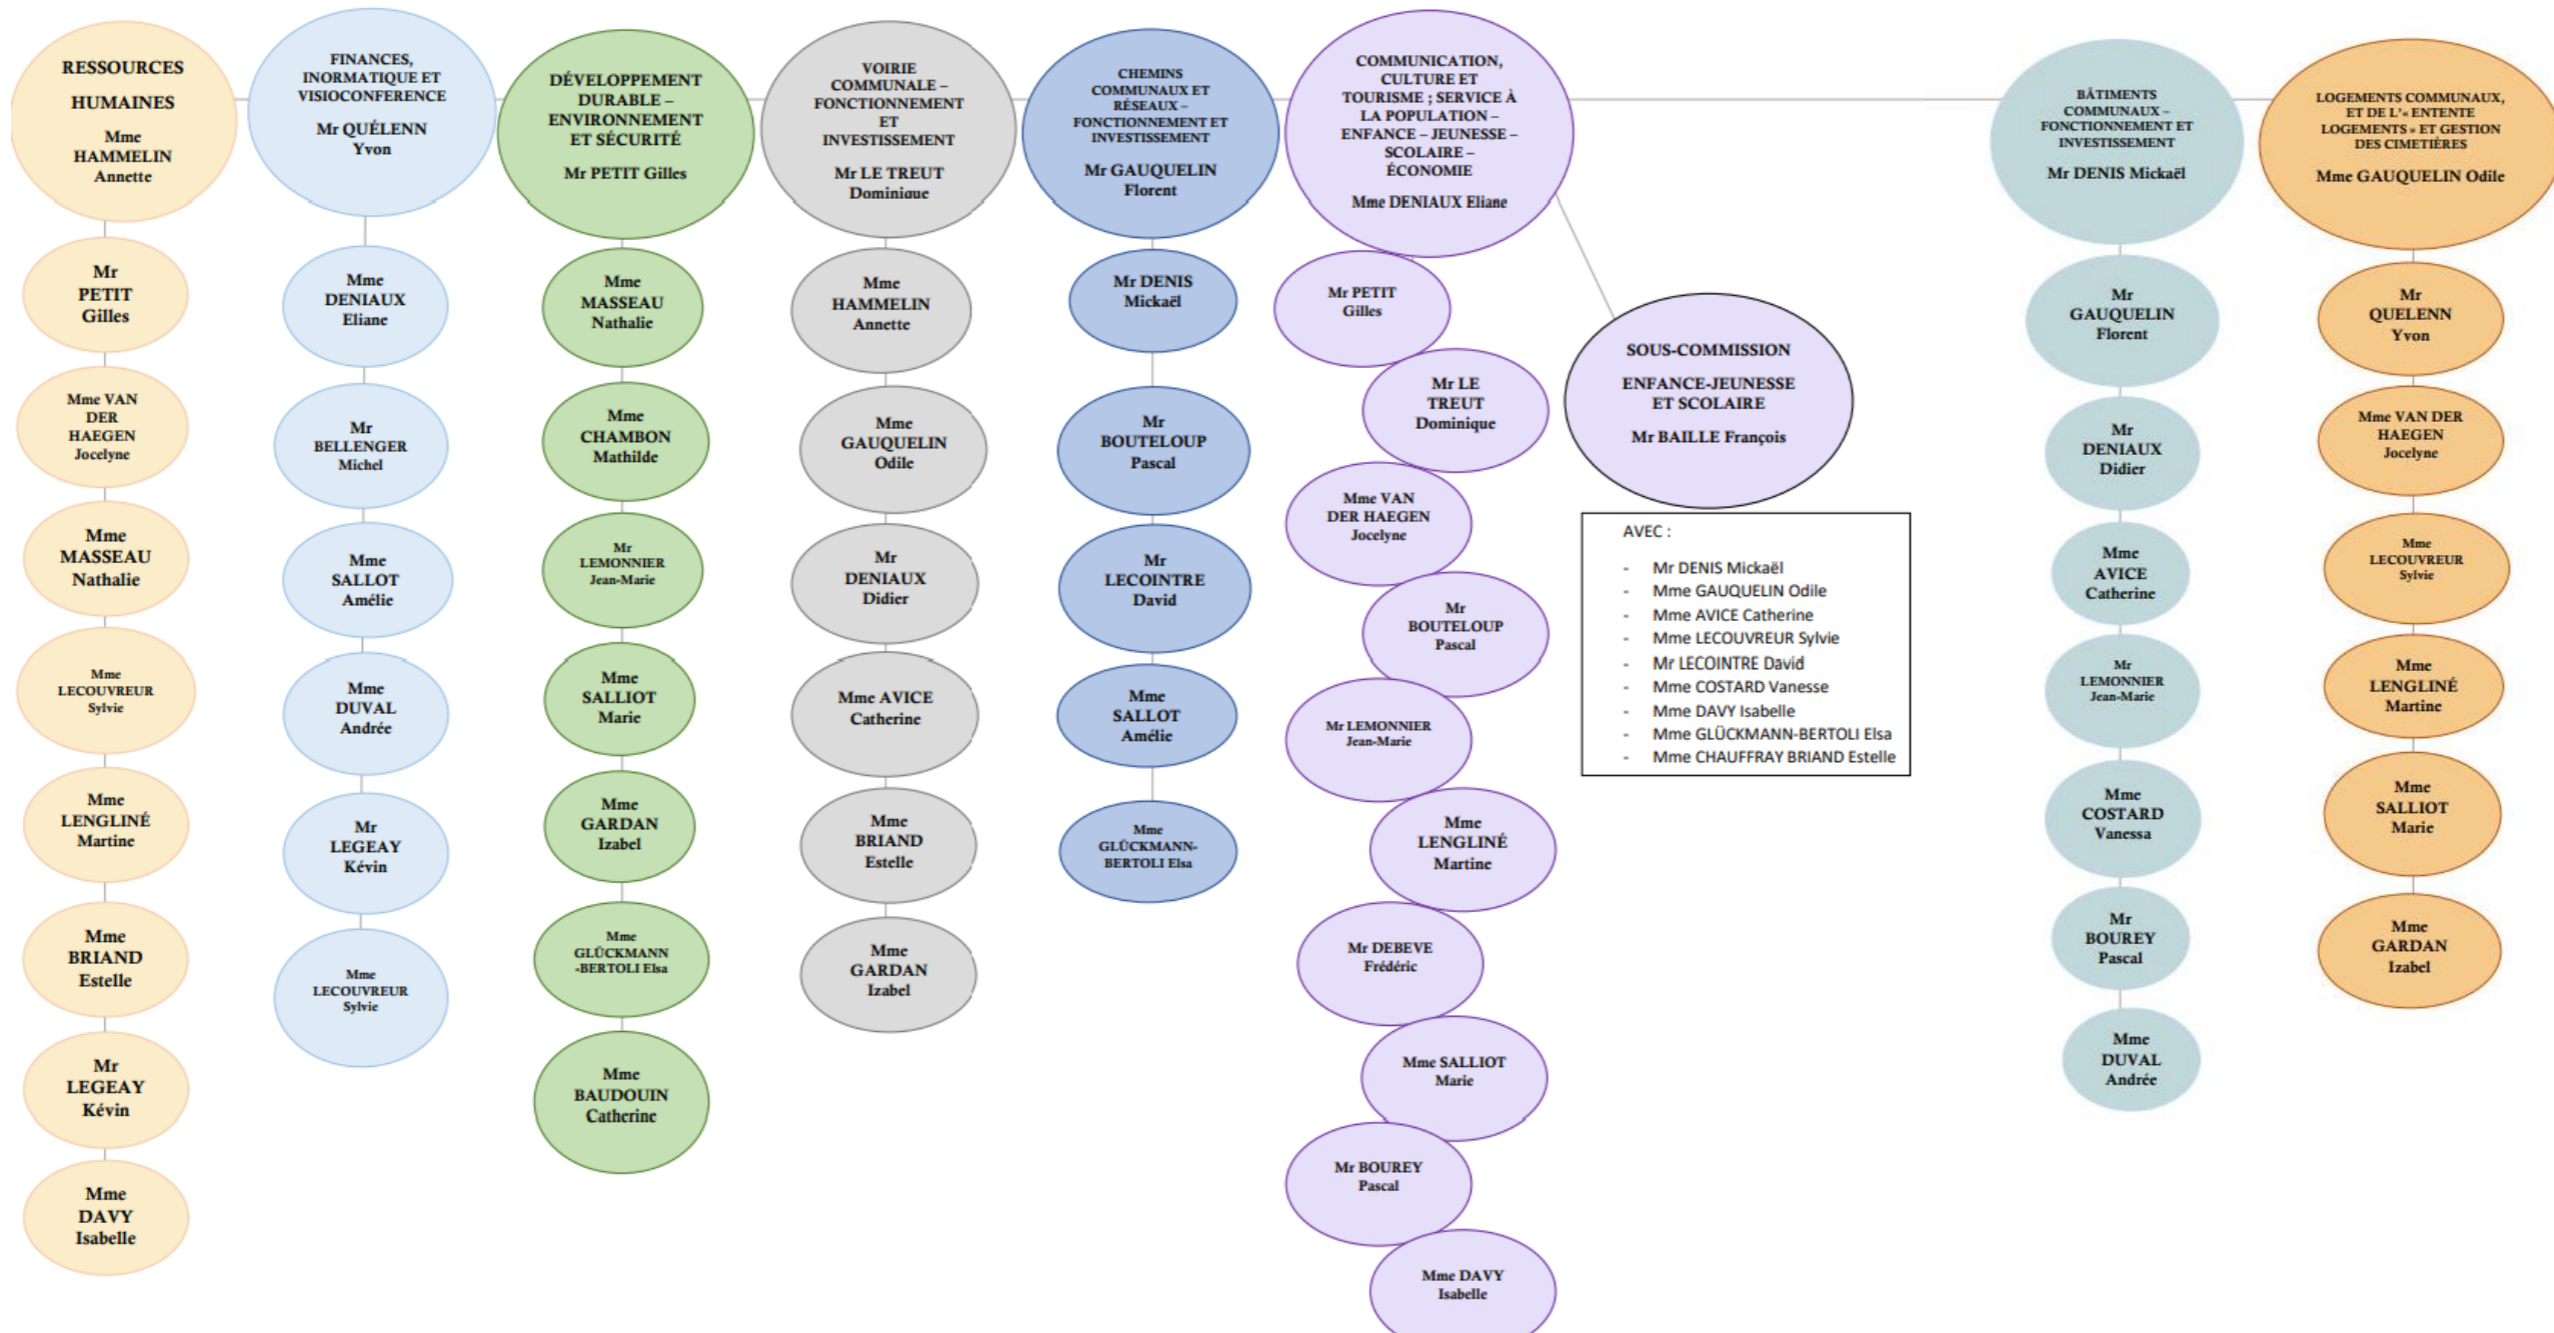 RESSOURCES
HUMAINES
Mme
HAMMELIN
Annette
Mr
PETIT
Gilles
Mme VAN
DER
HAEGEN
Jocelyne
Mme
MASSEAU
Nathalie
Mme
LECOUVREUR
Sylvie
Mme
LENGLINÉ
Martine
Mme
BRIAND
Estelle
Mr
LEGEAY
Kévin
Mme
DAVY
Isabelle
FINANCES,
INORMATIQUE ET
VISIOCONFERENCE
Mr QUÉLENN
Yvon
Mme
DENIAUX
Eliane
Mr
BELLENGER
Michel
Mme
SALLOT
Amélie
Mme
DUVAL
Andrée
Mr
LEGEAY
Kévin
Mme
LECOUVREUR
Sylvie
DÉVELOPPEMENT
DURABLE –
ENVIRONNEMENT
ET SÉCURITÉ
Mr PETIT Gilles
Mme
MASSEAU
Nathalie
Mme
CHAMBON
Mathilde
Mr
LEMONNIER
Jean-Marie
Mme
SALLIOT
Marie
Mme
GARDAN
Izabel
Mme
GLÜCKMANN
-BERTOLI Elsa
Mme
BAUDOUIN
Catherine
VOIRIE
COMMUNALE –
FONCTIONNEMENT
ET
INVESTISSEMENT
Mr LE TREUT
Dominique
Mme
HAMMELIN
Annette
Mme
GAUQUELIN
Odile
Mr
DENIAUX
Didier
Mme AVICE
Catherine
Mme
BRIAND
Estelle
Mme
GARDAN
Izabel
CHEMINS
COMMUNAUX ET
RÉSEAUX –
FONCTIONNEMENT ET
INVESTISSEMENT
Mr GAUQUELIN
Florent
Mr DENIS
Mickaël
Mr
BOUTELOUP
Pascal
Mr
LECOINTRE
David
Mme
SALLOT
Amélie
Mme
GLÜCKMANN-
BERTOLI Elsa
COMMUNICATION,
CULTURE ET
TOURISME ; SERVICE À
LA POPULATION –
ENFANCE – JEUNESSE –
SCOLAIRE –
ÉCONOMIE
Mme DENIAUX Eliane
Mr PETIT
Gilles
Mr LE
TREUT
Dominique
Mme VAN
DER HAEGEN
Jocelyne
Mr
BOUTELOUP
Pascal
Mr LEMONNIER
Jean-Marie
Mme
LENGLINÉ
Martine
Mr DEBEVE
Frédéric
Mme SALLIOT
Marie
Mr BOUREY
Pascal
Mme DAVY
Isabelle
SOUS-COMMISSION
ENFANCE-JEUNESSE
ET SCOLAIRE
Mr BAILLE François
AVEC :
- Mr DENIS Mickaël
- Mme GAUQUELIN Odile
- Mme AVICE Catherine
- Mme LECOUVREUR Sylvie
- Mr LECOINTRE David
- Mme COSTARD Vanesse
- Mme DAVY Isabelle
- Mme GLÜCKMANN-BERTOLI Elsa
- Mme CHAUFFRAY BRIAND Estelle
BÂTIMENTS
COMMUNAUX –
FONCTIONNEMENT ET
INVESTISSEMENT
Mr DENIS Mickaël
Mr
GAUQUELIN
Florent
Mr
DENIAUX
Didier
Mme
AVICE
Catherine
Mr
LEMONNIER
Jean-Marie
Mme
COSTARD
Vanessa
Mr
BOUREY
Pascal
Mme
DUVAL
Andrée
LOGEMENTS COMMUNAUX,
ET DE L'« ENTENTE
LOGEMENTS » ET GESTION
DES CIMETIÈRES
Mme GAUQUELIN Odile
Mr
QUELENN
Yvon
Mme VAN DER
HAEGEN
Jocelyne
Mme
LECOUVREUR
Sylvie
Mme
LENGLINÉ
Martine
Mme
SALLIOT
Marie
Mme
GARDAN
Izabel